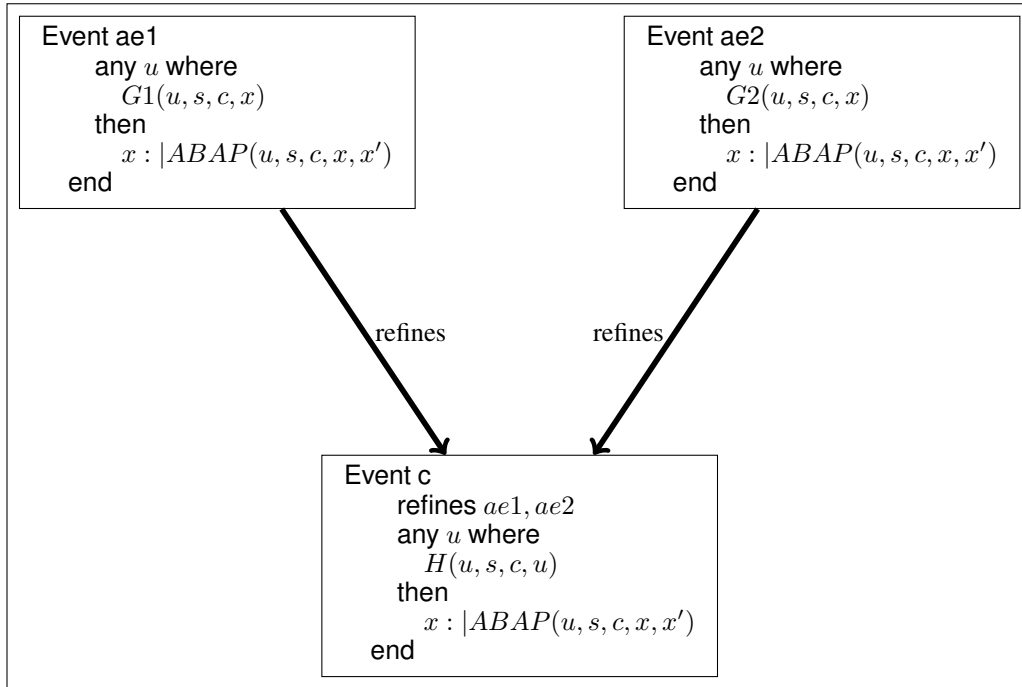 Event ae1
any u where
G1(u, s, c, x)
then
x : |ABAP(u, s, c, x, x′)
end
Event ae2
any u where
G2(u, s, c, x)
then
x : |ABAP(u, s, c, x, x′)
end
refines
refines
Event c
refines ae1, ae2
any u where
H(u, s, c, u)
then
x : |ABAP(u, s, c, x, x′)
end